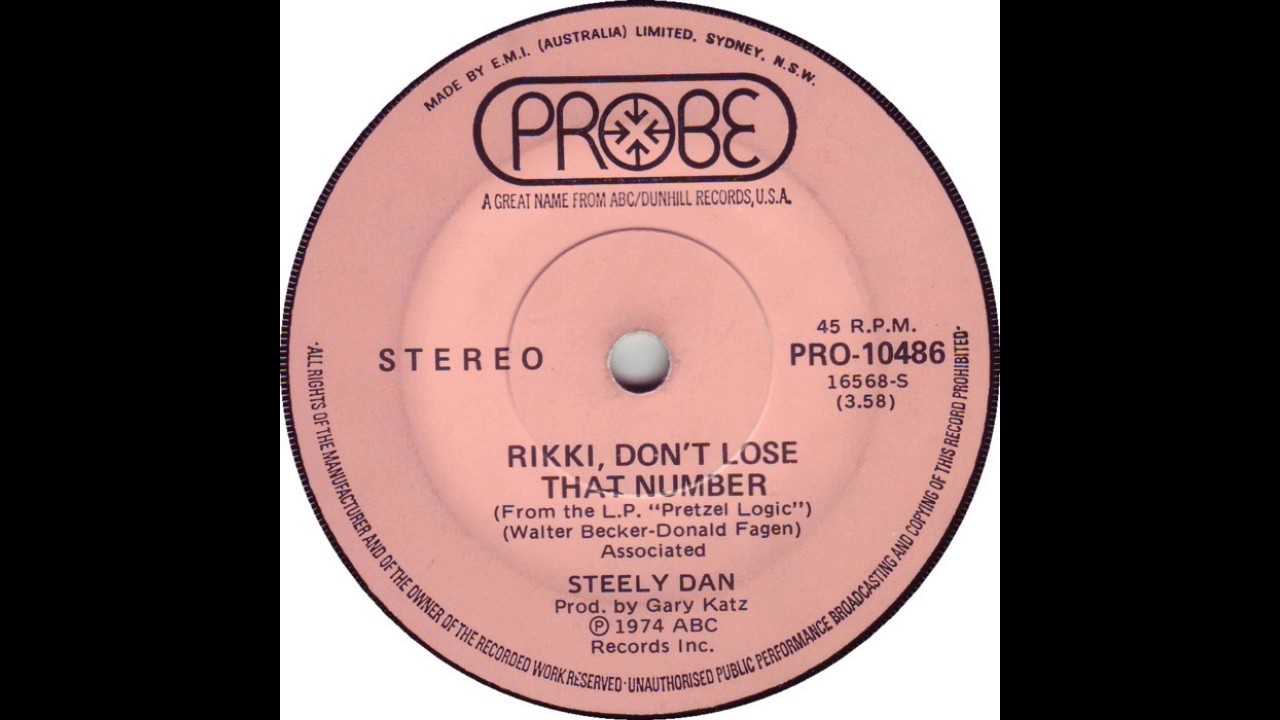 MADE BY E.M.I. (AUSTRALIA) LIMITED. SYDNEY. N.S.W.
PROBE
A GREAT NAME FROM ABC/DUNHILL RECORDS, U.S.A.
STEREO
45 R.P.M.
PRO-10486
16568-S
(3.58)
RIKKI, DON'T LOSE
THAT NUMBER
(From the L.P. "Pretzel Logic")
(Walter Becker-Donald Fagen)
Associated
STEELY DAN
Prod. by Gary Katz
℗ 1974 ABC
Records Inc.
·ALL RIGHTS OF THE MANUFACTURER AND OF THE OWNER OF THE RECORDED WORK RESERVED·UNAUTHORISED PUBLIC PERFORMANCE BROADCASTING AND COPYING OF THIS RECORD PROHIBITED·